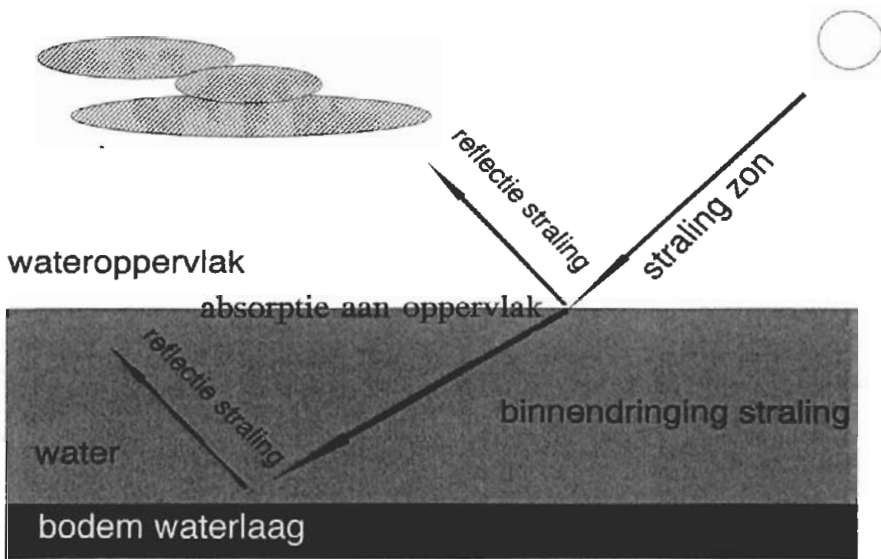 reflectie straling
straling zon
wateroppervlak
absorptie aan oppervlak
reflectie straling
binnendringing straling
water
bodem waterlaag